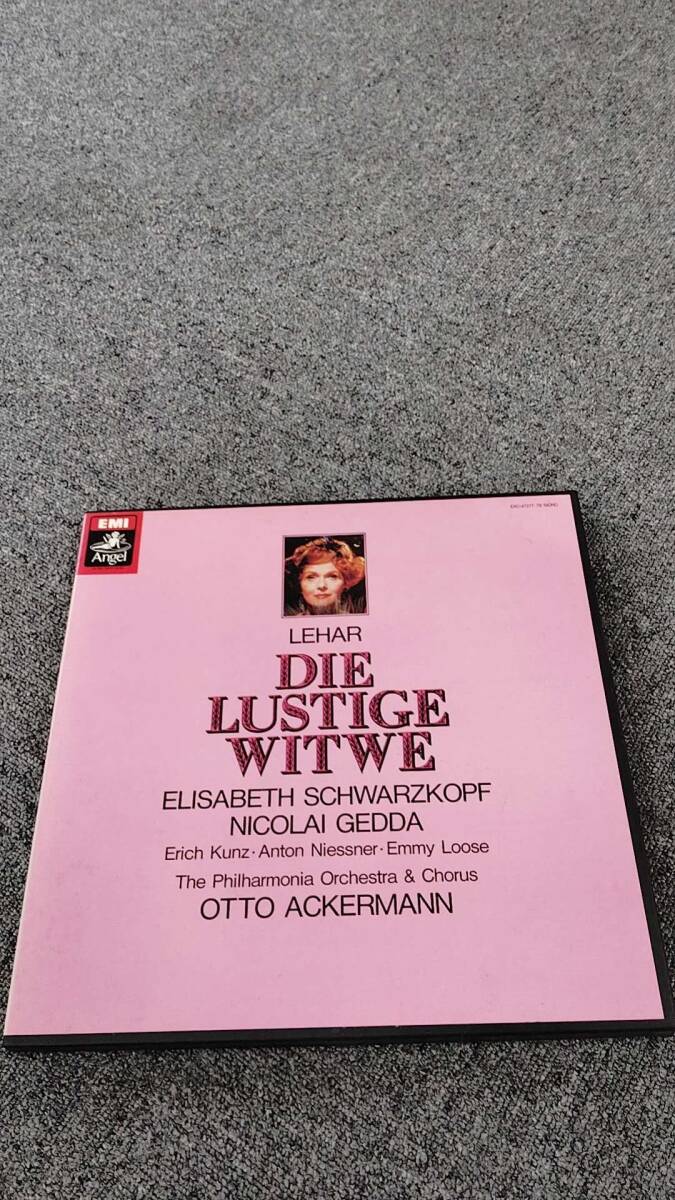 EMI
Angel
LEHAR
DIE
LUSTIGE
WITWE
ELISABETH SCHWARZKOPF
NICOLAI GEDDA
Erich Kunz · Anton Niessner · Emmy Loose
The Philharmonia Orchestra & Chorus
OTTO ACKERMANN